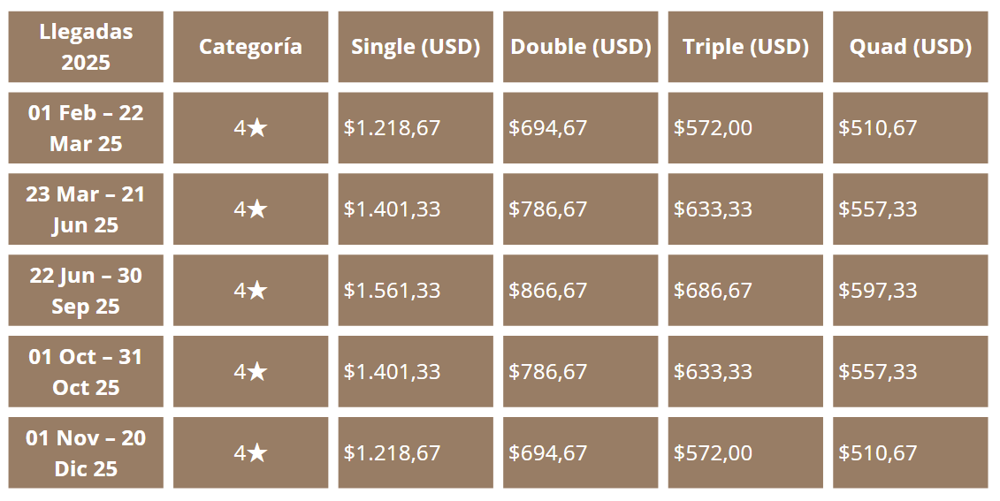 Llegadas
2025
Categoría
Single (USD)
Double (USD)
Triple (USD)
Quad (USD)
01 Feb – 22
Mar 25
4★
$1.218,67
$694,67
$572,00
$510,67
23 Mar – 21
Jun 25
4★
$1.401,33
$786,67
$633,33
$557,33
22 Jun – 30
Sep 25
4★
$1.561,33
$866,67
$686,67
$597,33
01 Oct – 31
Oct 25
4★
$1.401,33
$786,67
$633,33
$557,33
01 Nov – 20
Dic 25
4★
$1.218,67
$694,67
$572,00
$510,67